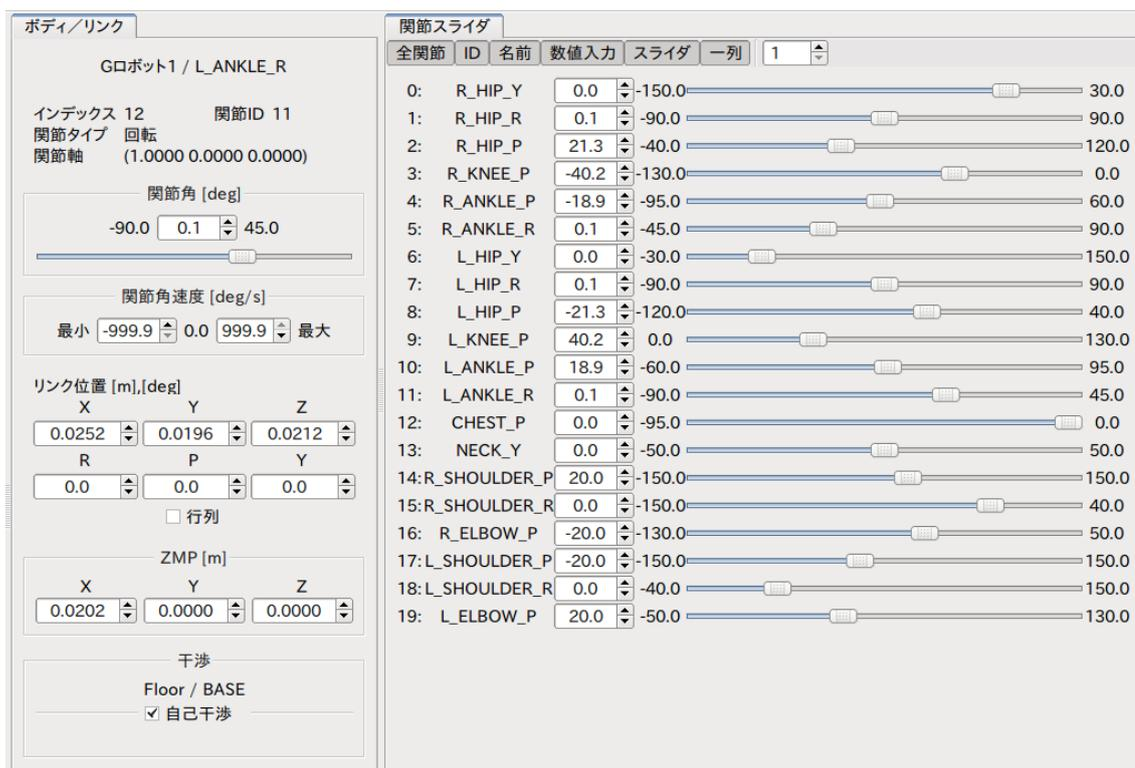 ボディ／リンク
Gロボット1 / L_ANKLE_R
インデックス 12 関節ID 11
関節タイプ 回転
関節軸 (1.0000 0.0000 0.0000)
関節角 [deg]
-90.0 0.1 45.0
関節角速度 [deg/s]
最小 -999.9 0.0 999.9 最大
リンク位置 [m],[deg]
X Y Z
0.0252 0.0196 0.0212
R P Y
0.0 0.0 0.0
行列
ZMP [m]
X Y Z
0.0202 0.0000 0.0000
干渉
Floor / BASE
自己干渉
関節スライダ
全関節 ID 名前 数値入力 スライダ 一列 1
0: R_HIP_Y 0.0 -150.0 30.0
1: R_HIP_R 0.1 -90.0 90.0
2: R_HIP_P 21.3 -40.0 120.0
3: R_KNEE_P -40.2 -130.0 0.0
4: R_ANKLE_P -18.9 -95.0 60.0
5: R_ANKLE_R 0.1 -45.0 90.0
6: L_HIP_Y 0.0 -30.0 150.0
7: L_HIP_R 0.1 -90.0 90.0
8: L_HIP_P -21.3 -120.0 40.0
9: L_KNEE_P 40.2 0.0 130.0
10: L_ANKLE_P 18.9 -60.0 95.0
11: L_ANKLE_R 0.1 -90.0 45.0
12: CHEST_P 0.0 -95.0 0.0
13: NECK_Y 0.0 -50.0 50.0
14: R_SHOULDER_P 20.0 -150.0 150.0
15: R_SHOULDER_R 0.0 -150.0 40.0
16: R_ELBOW_P -20.0 -130.0 50.0
17: L_SHOULDER_P -20.0 -150.0 150.0
18: L_SHOULDER_R 0.0 -40.0 150.0
19: L_ELBOW_P 20.0 -50.0 130.0